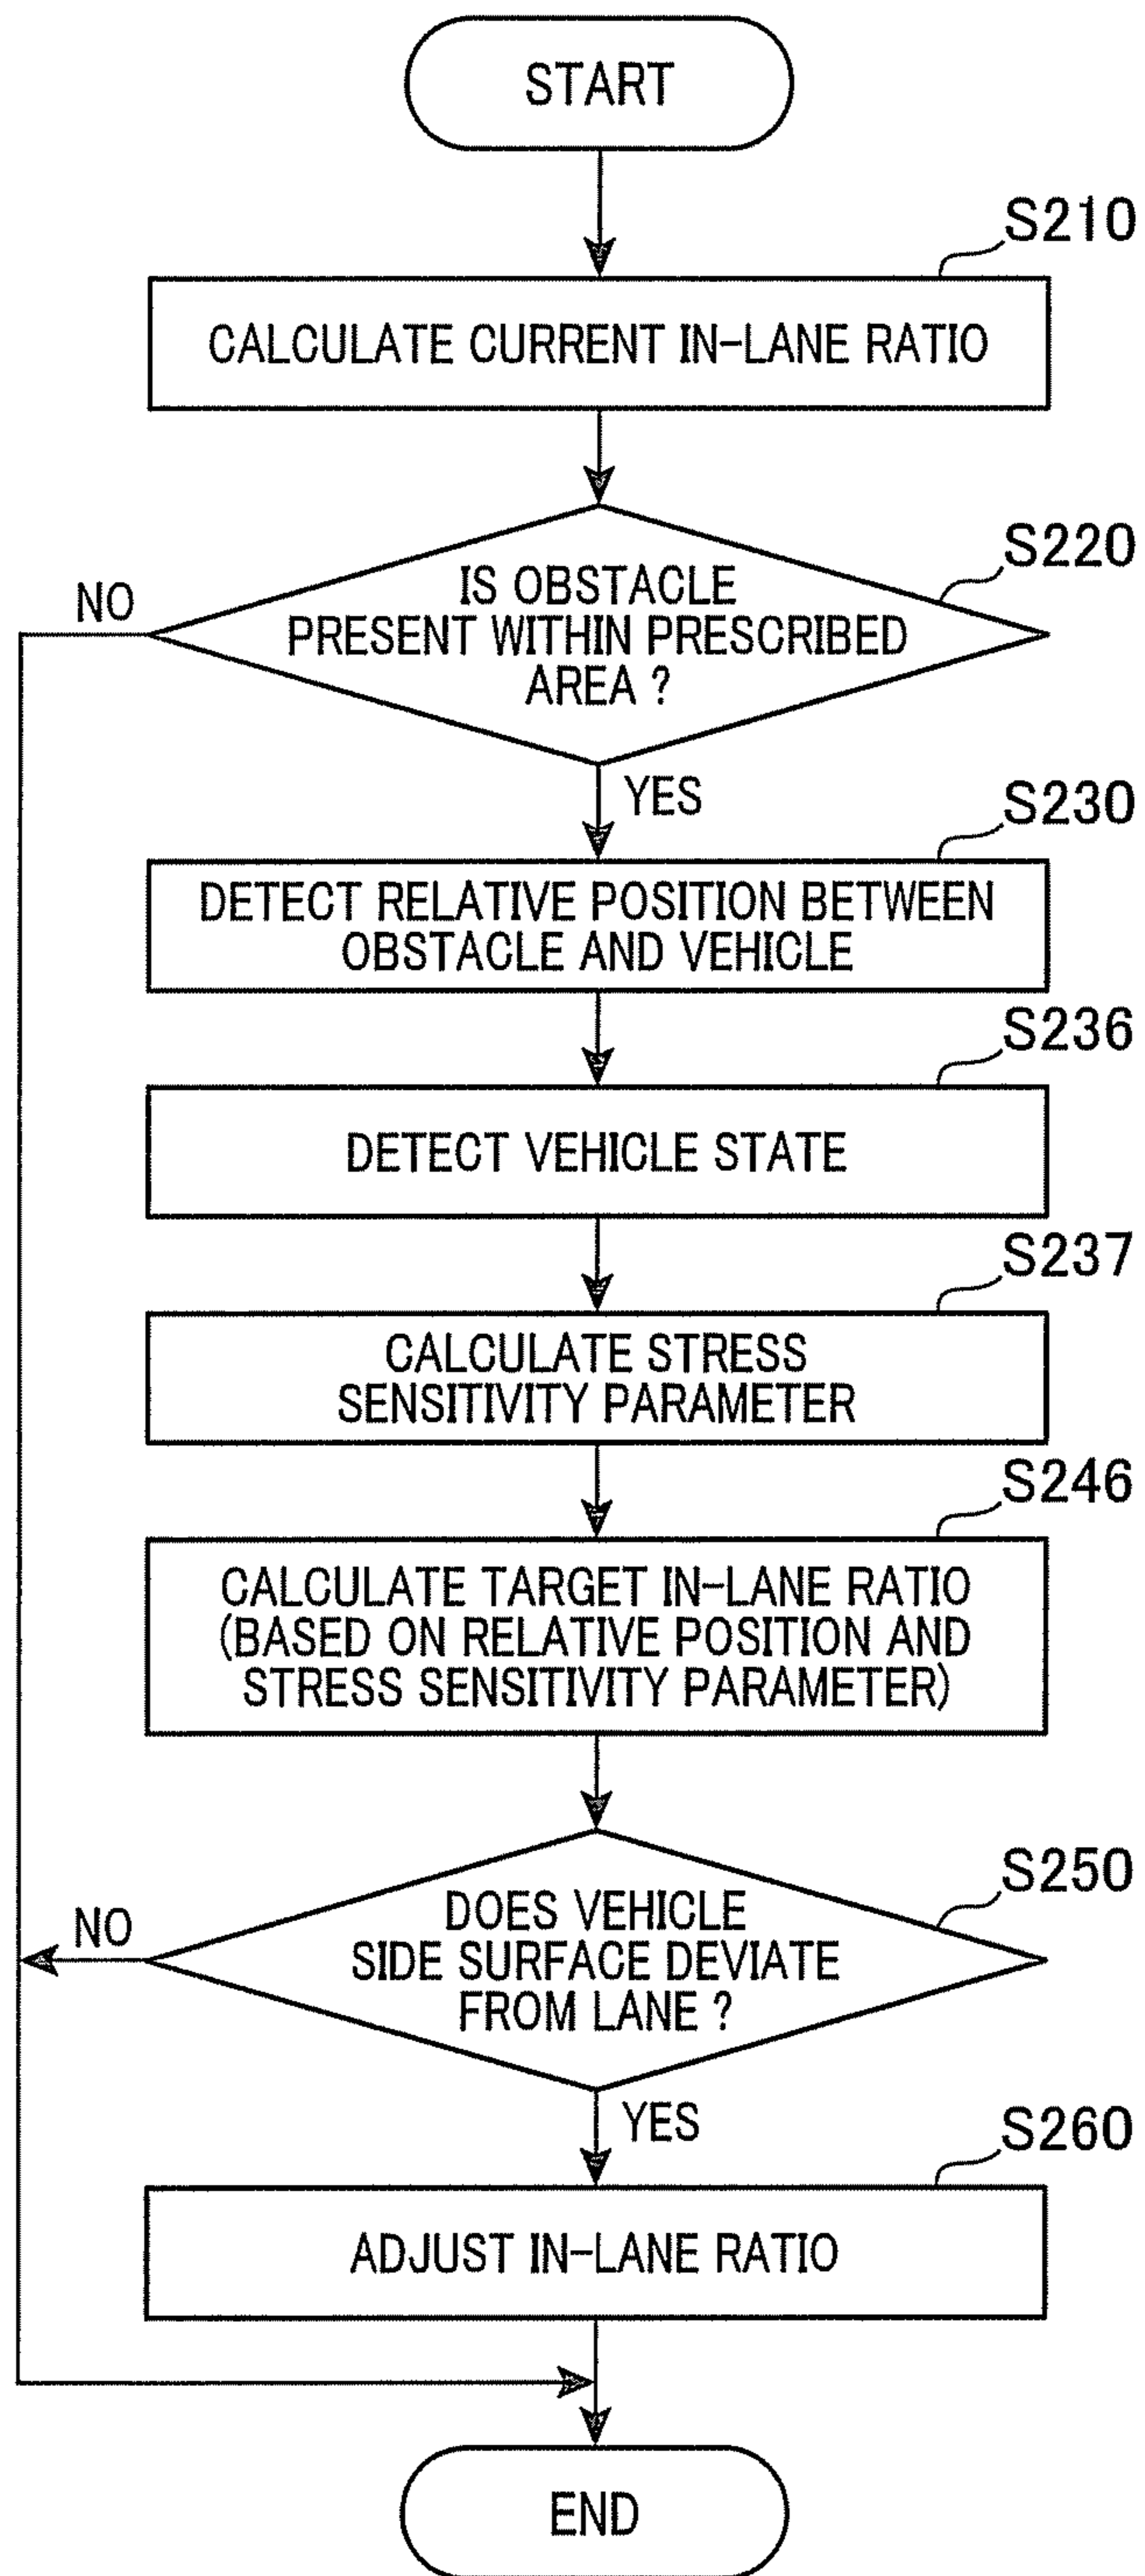 START
S210
CALCULATE CURRENT IN-LANE RATIO
S220
IS OBSTACLE
PRESENT WITHIN PRESCRIBED
AREA ?
NO
YES
S230
DETECT RELATIVE POSITION BETWEEN
OBSTACLE AND VEHICLE
S236
DETECT VEHICLE STATE
S237
CALCULATE STRESS
SENSITIVITY PARAMETER
S246
CALCULATE TARGET IN-LANE RATIO
(BASED ON RELATIVE POSITION AND
STRESS SENSITIVITY PARAMETER)
S250
DOES VEHICLE
SIDE SURFACE DEVIATE
FROM LANE ?
NO
YES
S260
ADJUST IN-LANE RATIO
END